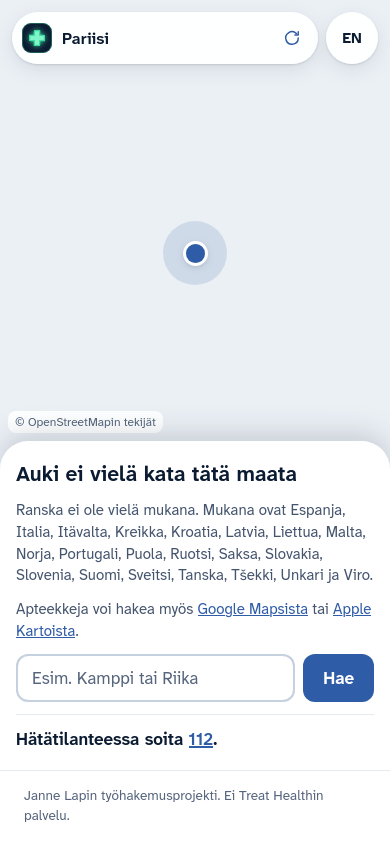 Pariisi
EN
© OpenStreetMapin tekijät
Auki ei vielä kata tätä maata
Ranska ei ole vielä mukana. Mukana ovat Espanja,
Italia, Itävalta, Kreikka, Kroatia, Latvia, Liettua, Malta,
Norja, Portugali, Puola, Ruotsi, Saksa, Slovakia,
Slovenia, Suomi, Sveitsi, Tanska, Tšekki, Unkari ja Viro.
Apteekkeja voi hakea myös Google Mapsista tai Apple
Kartoista.
Esim. Kamppi tai Riika
Hae
Hätätilanteessa soita 112.
Janne Lapin työhakemusprojekti. Ei Treat Healthin
palvelu.